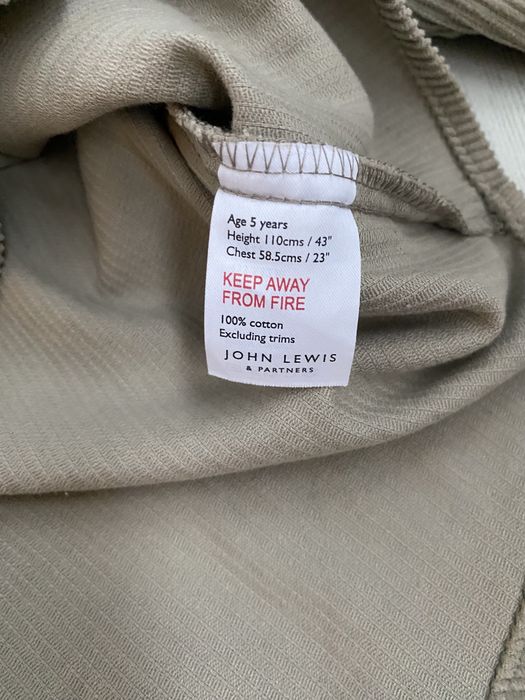 Age 5 years
Height 110cms / 43"
Chest 58.5cms / 23"
KEEP AWAY
FROM FIRE
100% cotton
Excluding trims
JOHN LEWIS
& PARTNERS